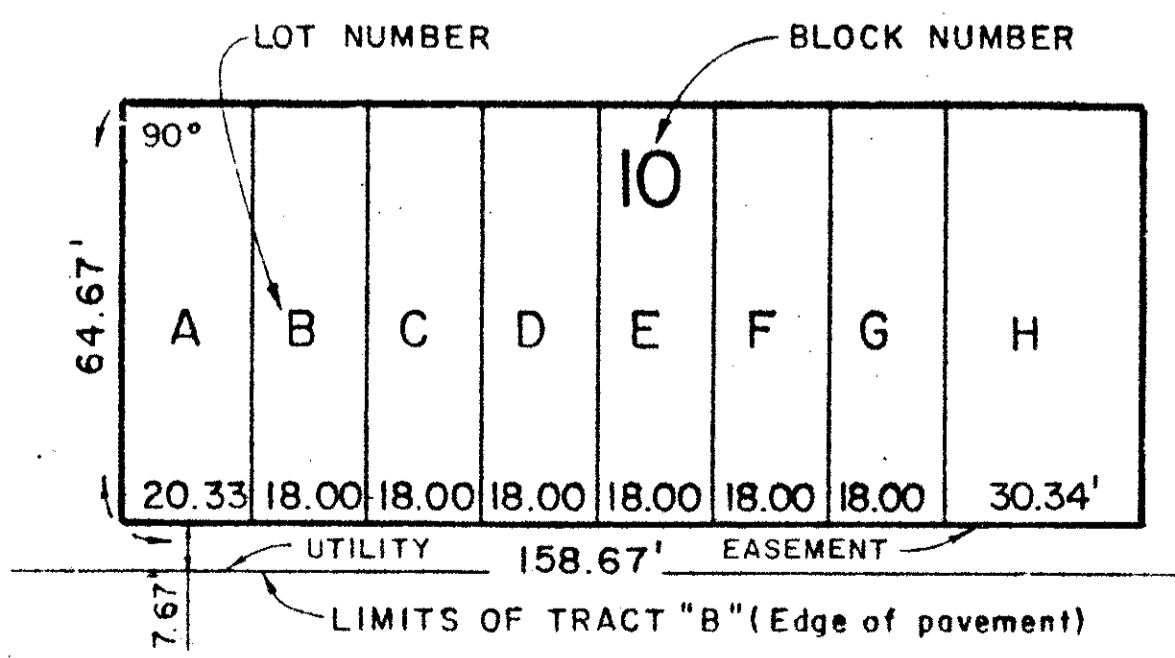 LOT NUMBER
BLOCK NUMBER
90°
10
64.67'
A B C D E F G H
20.33 18.00 18.00 18.00 18.00 18.00 18.00 30.34'
UTILITY 158.67' EASEMENT
7.67'
LIMITS OF TRACT "B" (Edge of pavement)